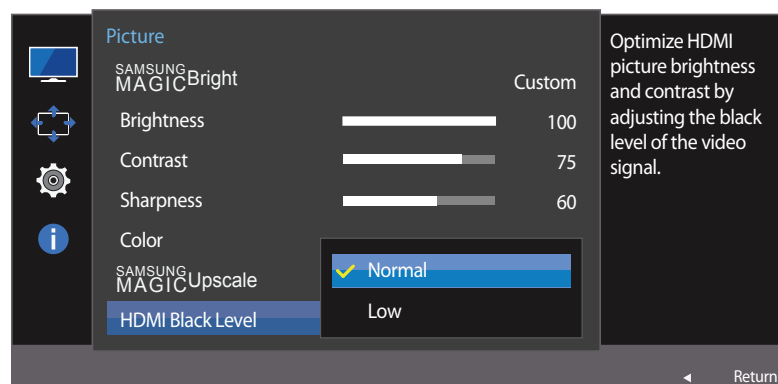 Picture
SAMSUNG
MAGICBright Custom
Brightness 100
Contrast 75
Sharpness 60
Color
SAMSUNG
MAGICUpscale
HDMI Black Level
Normal
Low
Optimize HDMI
picture brightness
and contrast by
adjusting the black
level of the video
signal.
i
Return